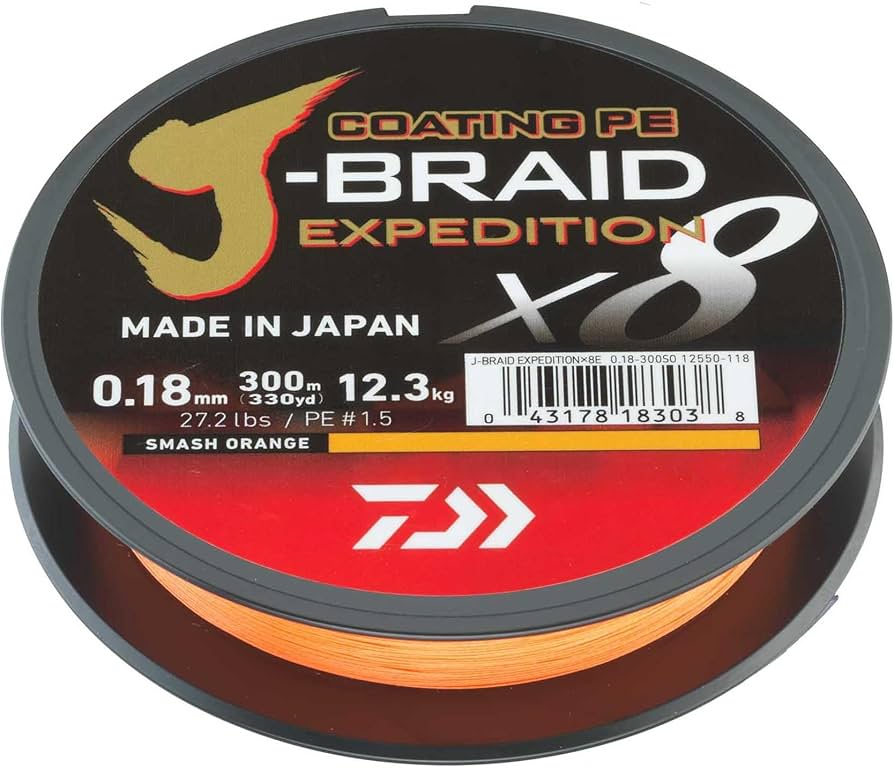 COATING PE
J-BRAID
EXPEDITION
X8
MADE IN JAPAN
J-BRAID EXPEDITION×8E 0.18-300SO 12550-118
0.18mm 300m (330yd) 12.3kg
27.2 lbs / PE #1.5
0 43178 18303 8
SMASH ORANGE